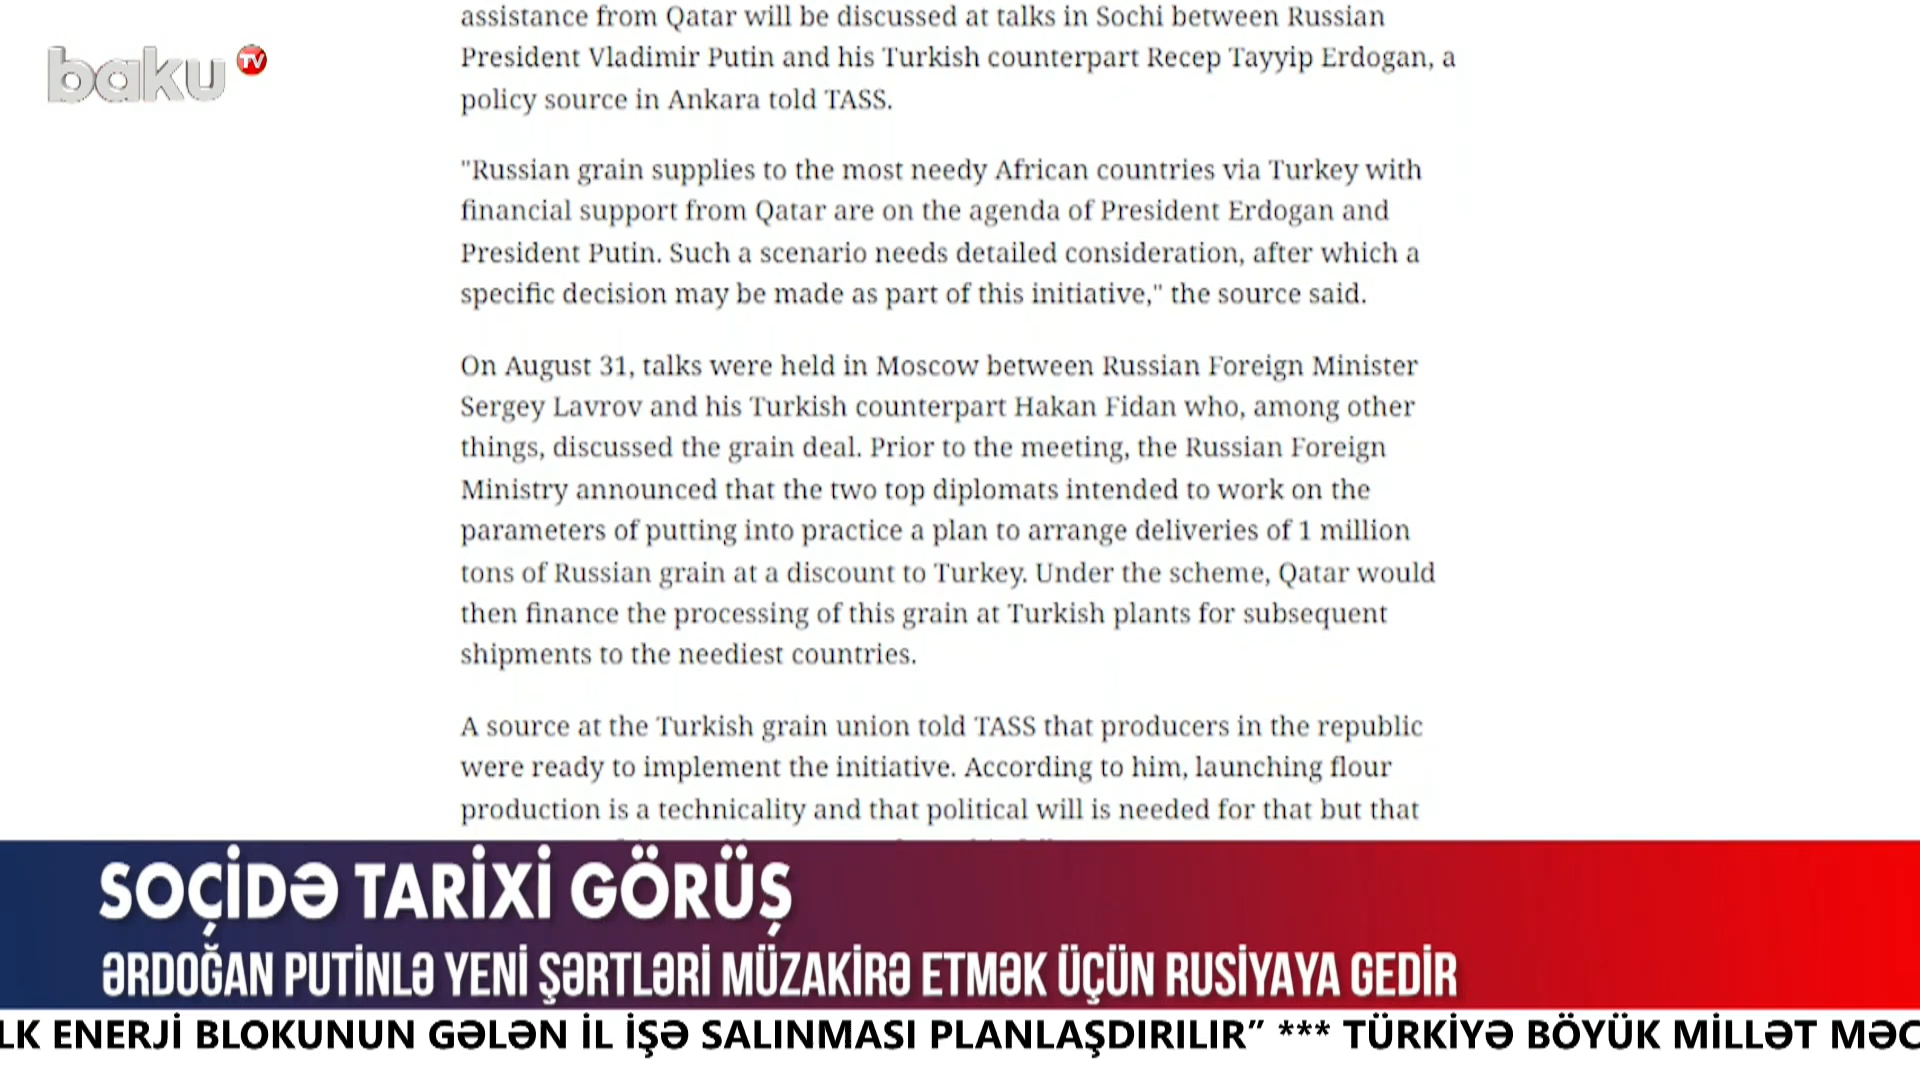 baku TV
assistance from Qatar will be discussed at talks in Sochi between Russian
President Vladimir Putin and his Turkish counterpart Recep Tayyip Erdogan, a
policy source in Ankara told TASS.
"Russian grain supplies to the most needy African countries via Turkey with
financial support from Qatar are on the agenda of President Erdogan and
President Putin. Such a scenario needs detailed consideration, after which a
specific decision may be made as part of this initiative," the source said.
On August 31, talks were held in Moscow between Russian Foreign Minister
Sergey Lavrov and his Turkish counterpart Hakan Fidan who, among other
things, discussed the grain deal. Prior to the meeting, the Russian Foreign
Ministry announced that the two top diplomats intended to work on the
parameters of putting into practice a plan to arrange deliveries of 1 million
tons of Russian grain at a discount to Turkey. Under the scheme, Qatar would
then finance the processing of this grain at Turkish plants for subsequent
shipments to the neediest countries.
A source at the Turkish grain union told TASS that producers in the republic
were ready to implement the initiative. According to him, launching flour
production is a technicality and that political will is needed for that but that
SOÇİDƏ TARİXİ GÖRÜŞ
ƏRDOĞAN PUTİNLƏ YENİ ŞƏRTLƏRİ MÜZAKİRƏ ETMƏK ÜÇÜN RUSİYAYA GEDİR
LK ENERJİ BLOKUNUN GƏLƏN İL İŞƏ SALINMASI PLANLAŞDIRILIR” *** TÜRKİYƏ BÖYÜK MİLLƏT MƏC